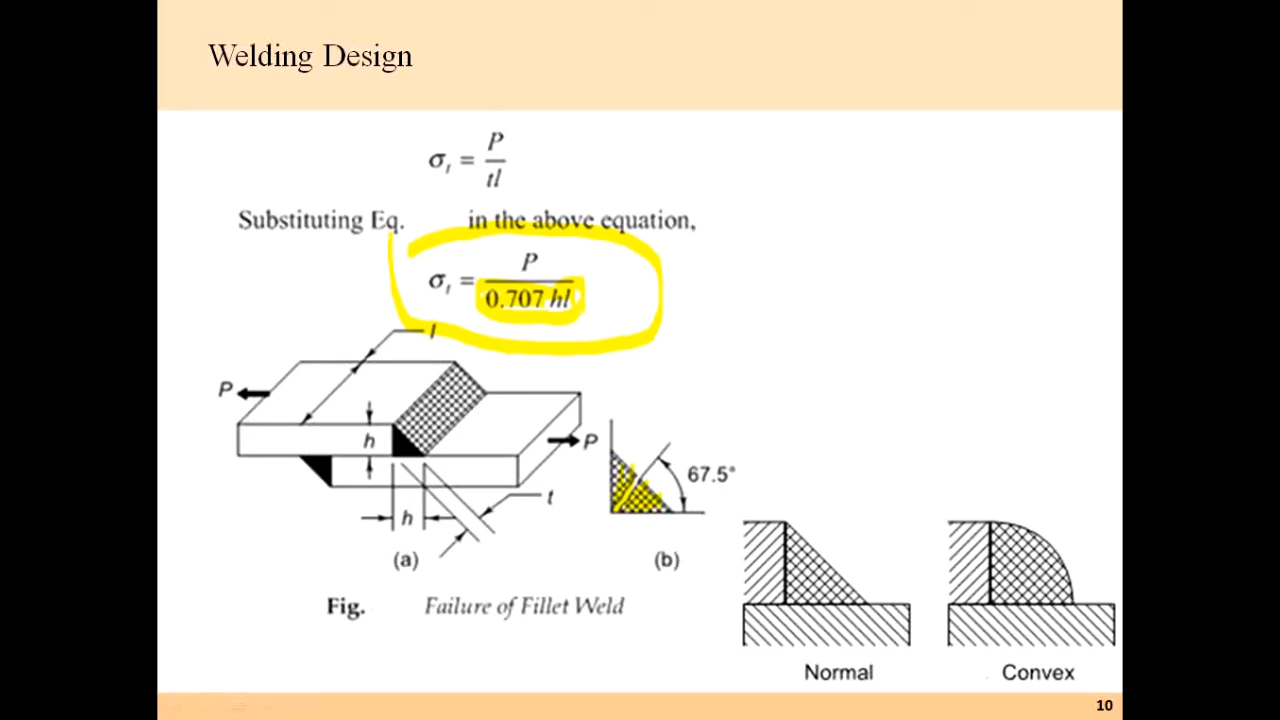 Welding Design
σₜ = P / tl
Substituting Eq. in the above equation,
σₜ = P / 0.707 hl
l
P
h
P
67.5°
t
h
(a)
(b)
Fig. Failure of Fillet Weld
Normal
Convex
10